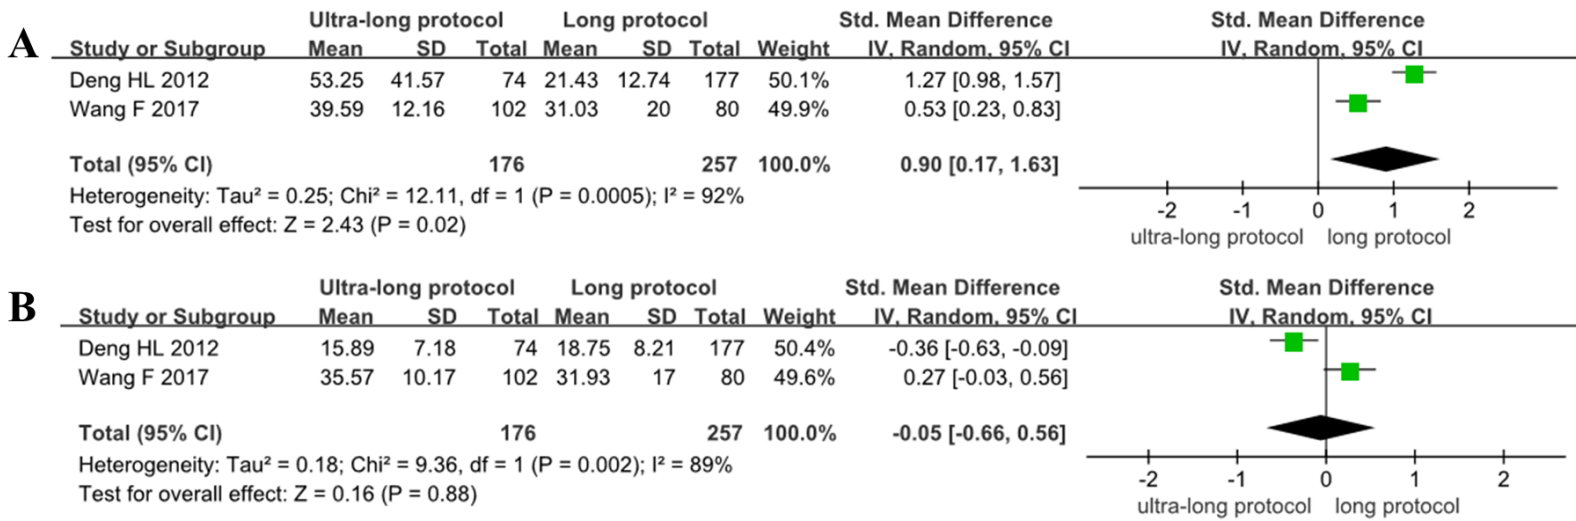 A
Ultra-long protocol Long protocol Std. Mean Difference Std. Mean Difference
Study or Subgroup Mean SD Total Mean SD Total Weight IV, Random, 95% CI IV, Random, 95% CI
Deng HL 2012 53.25 41.57 74 21.43 12.74 177 50.1% 1.27 [0.98, 1.57]
Wang F 2017 39.59 12.16 102 31.03 20 80 49.9% 0.53 [0.23, 0.83]
Total (95% CI) 176 257 100.0% 0.90 [0.17, 1.63]
Heterogeneity: Tau² = 0.25; Chi² = 12.11, df = 1 (P = 0.0005); I² = 92%
Test for overall effect: Z = 2.43 (P = 0.02)
-2 -1 0 1 2
ultra-long protocol long protocol
B
Ultra-long protocol Long protocol Std. Mean Difference Std. Mean Difference
Study or Subgroup Mean SD Total Mean SD Total Weight IV, Random, 95% CI IV, Random, 95% CI
Deng HL 2012 15.89 7.18 74 18.75 8.21 177 50.4% -0.36 [-0.63, -0.09]
Wang F 2017 35.57 10.17 102 31.93 17 80 49.6% 0.27 [-0.03, 0.56]
Total (95% CI) 176 257 100.0% -0.05 [-0.66, 0.56]
Heterogeneity: Tau² = 0.18; Chi² = 9.36, df = 1 (P = 0.002); I² = 89%
Test for overall effect: Z = 0.16 (P = 0.88)
-2 -1 0 1 2
ultra-long protocol long protocol